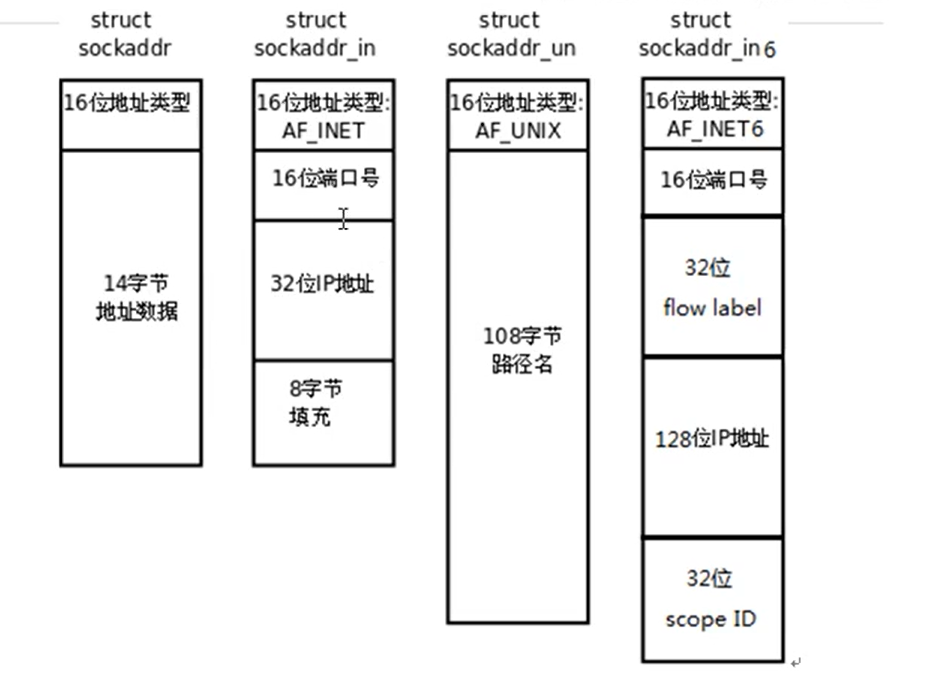 struct
sockaddr
16位地址类型
14字节
地址数据
struct
sockaddr_in
16位地址类型:
AF_INET
16位端口号
32位IP地址
8字节
填充
struct
sockaddr_un
16位地址类型:
AF_UNIX
108字节
路径名
struct
sockaddr_in6
16位地址类型:
AF_INET6
16位端口号
32位
flow label
128位IP地址
32位
scope ID